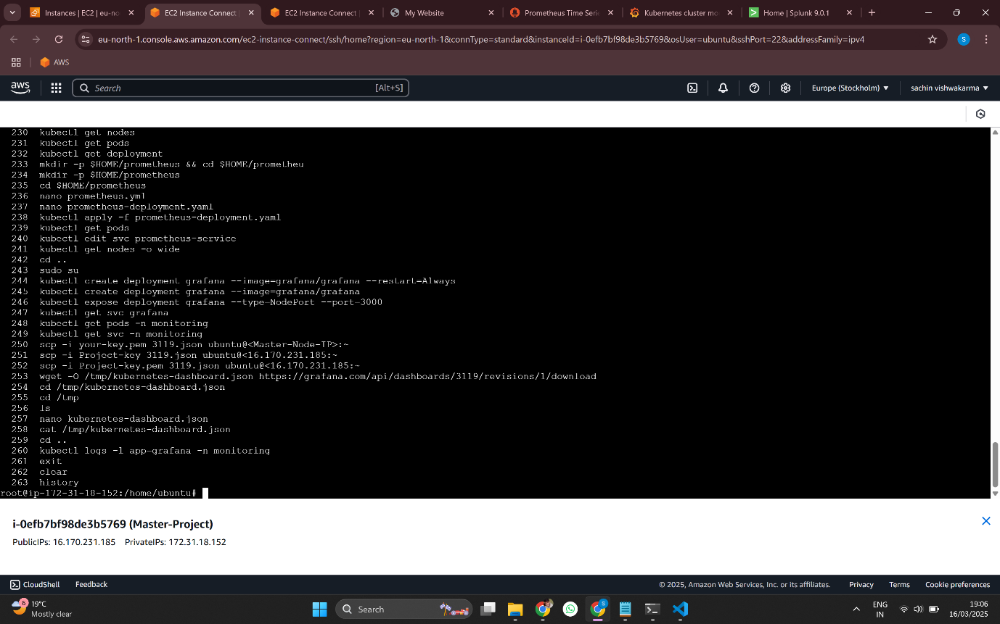 Instances | EC2 | eu-no
EC2 Instance Connect
EC2 Instance Connect
My Website
Prometheus Time Serie
Kubernetes cluster mo
Home | Splunk 9.0.1
eu-north-1.console.aws.amazon.com/ec2-instance-connect/ssh/home?region=eu-north-1&connType=standard&instanceId=i-0efb7bf98de3b5769&osUser=ubuntu&sshPort=22&addressFamily=ipv4
S
AWS
aws
Search
[Alt+S]
Europe (Stockholm)
sachin vishwakarma
230 kubectl get nodes
231 kubectl get pods
232 kubectl get deployment
233 mkdir -p $HOME/prometheus && cd $HOME/prometheu
234 mkdir -p $HOME/prometheus
235 cd $HOME/prometheus
236 nano prometheus.yml
237 nano prometheus-deployment.yaml
238 kubectl apply -f prometheus-deployment.yaml
239 kubectl get pods
240 kubectl edit svc prometheus-service
241 kubectl get nodes -o wide
242 cd ..
243 sudo su
244 kubectl create deployment grafana --image=grafana/grafana --restart=Always
245 kubectl create deployment grafana --image=grafana/grafana
246 kubectl expose deployment grafana --type=NodePort --port=3000
247 kubectl get svc grafana
248 kubectl get pods -n monitoring
249 kubectl get svc -n monitoring
250 scp -i your-key.pem 3119.json ubuntu@<Master-Node-IP>:~
251 scp -i Project-key 3119.json ubuntu@<16.170.231.185:~
252 scp -i Project-key.pem 3119.json ubuntu@<16.170.231.185:~
253 wget -O /tmp/kubernetes-dashboard.json https://grafana.com/api/dashboards/3119/revisions/1/download
254 cd /tmp/kubernetes-dashboard.json
255 cd /tmp
256 ls
257 nano kubernetes-dashboard.json
258 cat /tmp/kubernetes-dashboard.json
259 cd ..
260 kubectl logs -l app=grafana -n monitoring
261 exit
262 clear
263 history
root@ip-172-31-18-152:/home/ubuntu#
i-0efb7bf98de3b5769 (Master-Project)
PublicIPs: 16.170.231.185 PrivateIPs: 172.31.18.152
CloudShell
Feedback
© 2025, Amazon Web Services, Inc. or its affiliates.
Privacy
Terms
Cookie preferences
6
19°C
Mostly clear
Search
S
ENG
IN
19:06
16/03/2025